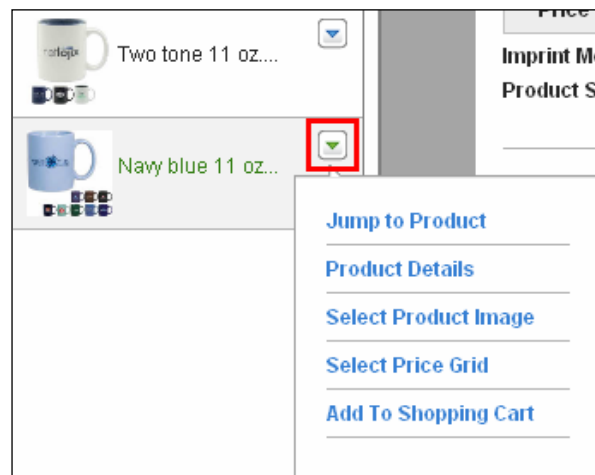 Price
Two tone 11 oz....
Imprint M
Product S
Navy blue 11 oz...
Jump to Product
Product Details
Select Product Image
Select Price Grid
Add To Shopping Cart